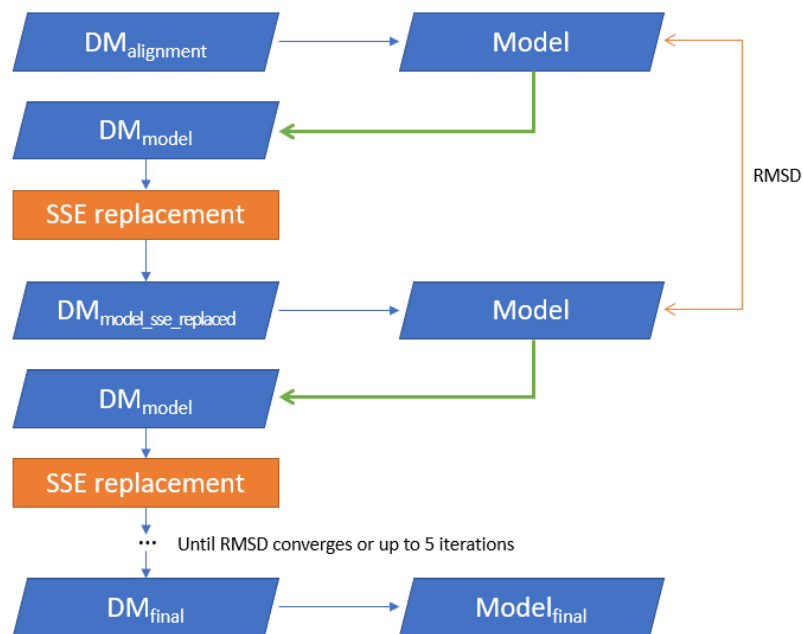 DMalignment
Model
DMmodel
RMSD
SSE replacement
DMmodel_sse_replaced
Model
DMmodel
SSE replacement
... Until RMSD converges or up to 5 iterations
DMfinal
Modelfinal